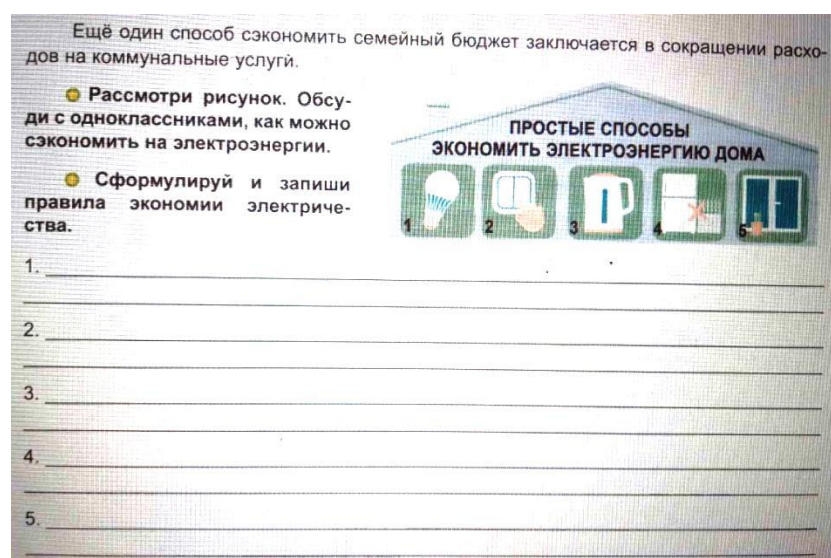 Ещё один способ сэкономить семейный бюджет заключается в сокращении расхо-
дов на коммунальные услуги.
Рассмотри рисунок. Обсу-
ди с одноклассниками, как можно
сэкономить на электроэнергии.
Сформулируй и запиши
правила экономии электриче-
ства.
ПРОСТЫЕ СПОСОБЫ
ЭКОНОМИТЬ ЭЛЕКТРОЭНЕРГИЮ ДОМА
1 2 3 4 5
1.
2.
3.
4.
5.